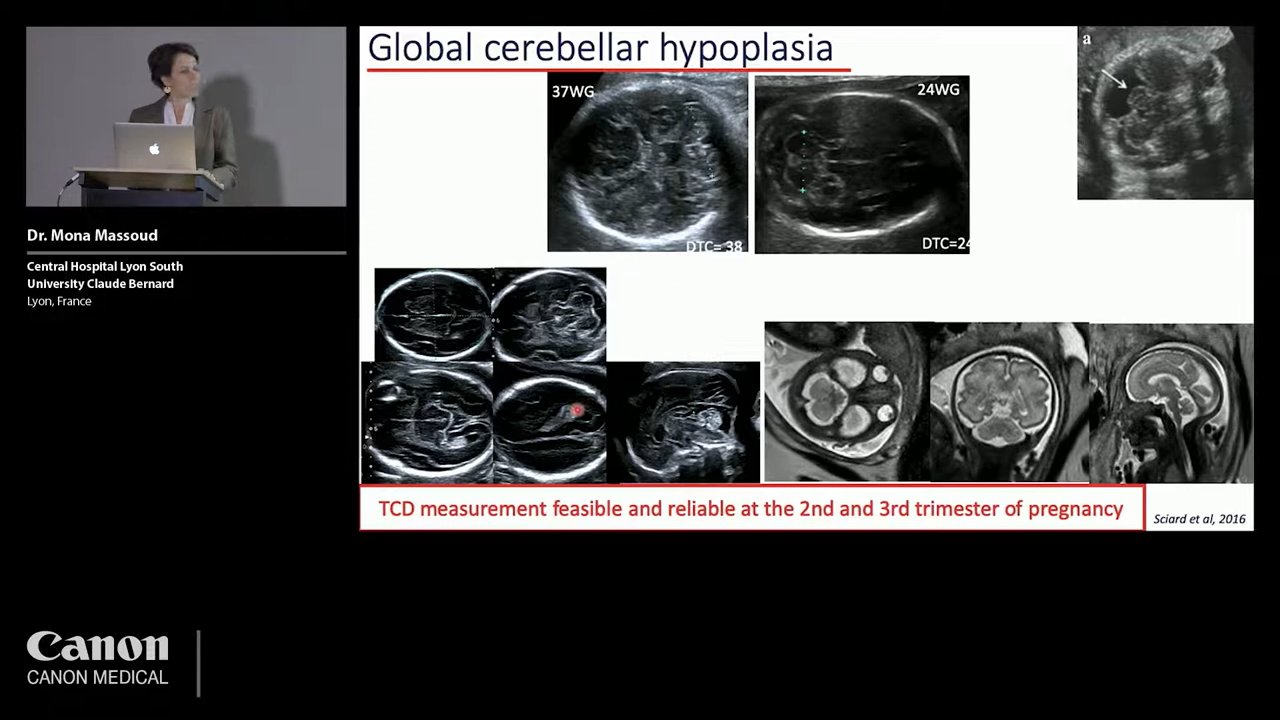 Global cerebellar hypoplasia
a
37WG
24WG
DTC= 38
DTC=24
Dr. Mona Massoud
Central Hospital Lyon South
University Claude Bernard
Lyon, France
TCD measurement feasible and reliable at the 2nd and 3rd trimester of pregnancy
Sciard et al, 2016
Canon
CANON MEDICAL